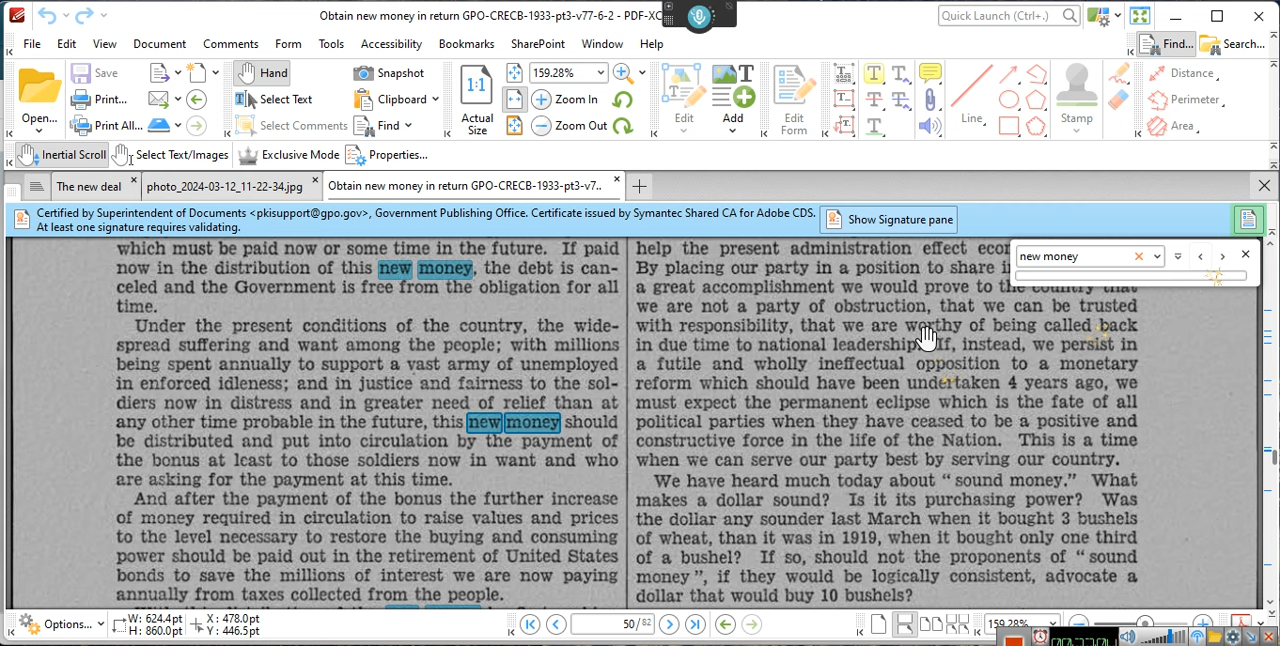 Obtain new money in return GPO-CRECB-1933-pt3-v77-6-2 - PDF-XC
Quick Launch (Ctrl+.)
File Edit View Document Comments Form Tools Accessibility Bookmarks SharePoint Window Help
Find... Search...
Open...
Save
Print...
Print All...
Hand
Select Text
Select Comments
Snapshot
Clipboard
Find
1:1
Actual Size
159.28%
Zoom In
Zoom Out
Edit
Add
Edit Form
Line
Stamp
Distance
Perimeter
Area
Inertial Scroll Select Text/Images Exclusive Mode Properties...
The new deal
photo_2024-03-12_11-22-34.jpg
Obtain new money in return GPO-CRECB-1933-pt3-v77..
Certified by Superintendent of Documents <pkisupport@gpo.gov>, Government Publishing Office. Certificate issued by Symantec Shared CA for Adobe CDS.
At least one signature requires validating.
Show Signature pane
new money
which must be paid now or some time in the future. If paid
now in the distribution of this new money, the debt is can-
celed and the Government is free from the obligation for all
time.
Under the present conditions of the country, the wide-
spread suffering and want among the people; with millions
being spent annually to support a vast army of unemployed
in enforced idleness; and in justice and fairness to the sol-
diers now in distress and in greater need of relief than at
any other time probable in the future, this new money should
be distributed and put into circulation by the payment of
the bonus at least to those soldiers now in want and who
are asking for the payment at this time.
And after the payment of the bonus the further increase
of money required in circulation to raise values and prices
to the level necessary to restore the buying and consuming
power should be paid out in the retirement of United States
bonds to save the millions of interest we are now paying
annually from taxes collected from the people.
help the present administration effect econ
By placing our party in a position to share i
a great accomplishment we would prove to the country that
we are not a party of obstruction, that we can be trusted
with responsibility, that we are worthy of being called back
in due time to national leadership. If, instead, we persist in
a futile and wholly ineffectual opposition to a monetary
reform which should have been undertaken 4 years ago, we
must expect the permanent eclipse which is the fate of all
political parties when they have ceased to be a positive and
constructive force in the life of the Nation. This is a time
when we can serve our party best by serving our country.
We have heard much today about "sound money." What
makes a dollar sound? Is it its purchasing power? Was
the dollar any sounder last March when it bought 3 bushels
of wheat, than it was in 1919, when it bought only one third
of a bushel? If so, should not the proponents of "sound
money", if they would be logically consistent, advocate a
dollar that would buy 10 bushels?
Options...
W: 624.4pt
H: 860.0pt
X: 478.0pt
Y: 446.5pt
50/82
159.28%